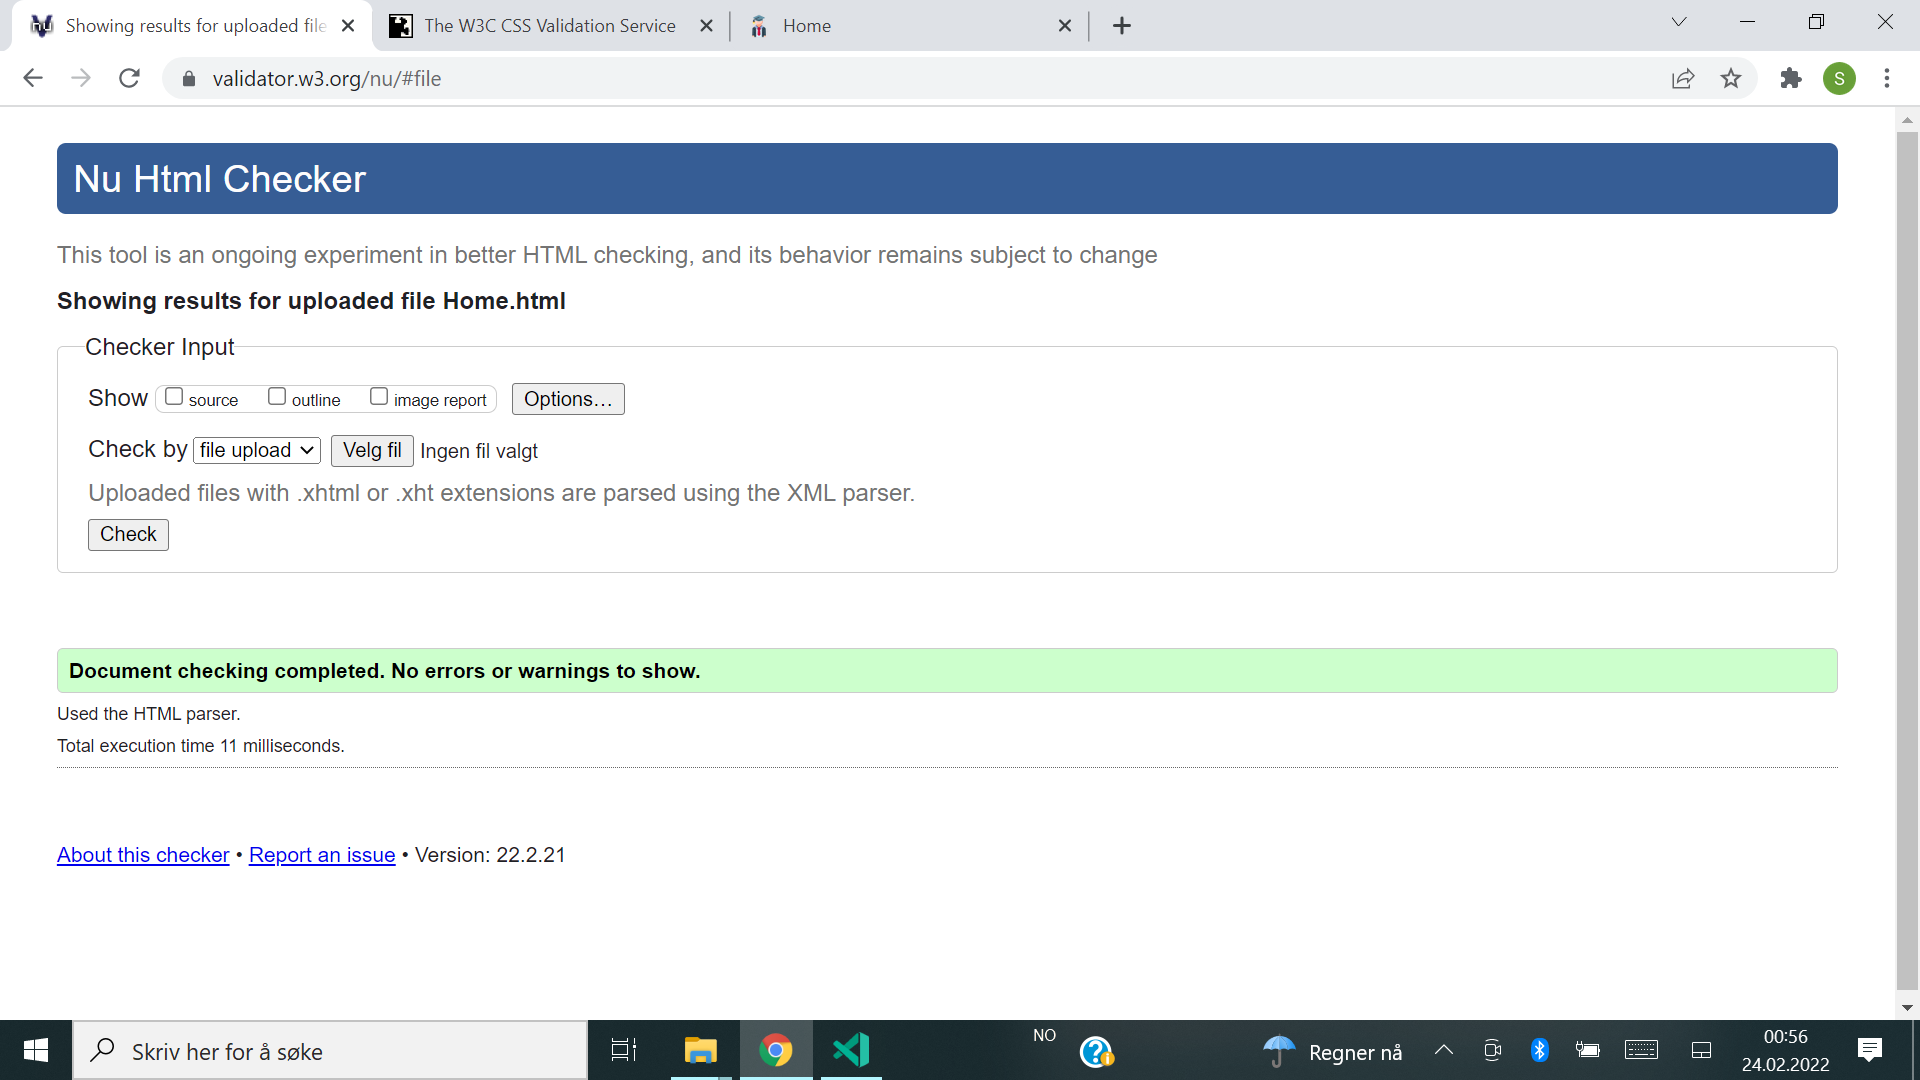 Showing results for uploaded file
The W3C CSS Validation Service
Home
validator.w3.org/nu/#file
S
Nu Html Checker
This tool is an ongoing experiment in better HTML checking, and its behavior remains subject to change
Showing results for uploaded file Home.html
Checker Input
Show source outline image report Options...
Check by file upload Velg fil Ingen fil valgt
Uploaded files with .xhtml or .xht extensions are parsed using the XML parser.
Check
Document checking completed. No errors or warnings to show.
Used the HTML parser.
Total execution time 11 milliseconds.
About this checker • Report an issue • Version: 22.2.21
Skriv her for å søke
NO
Regner nå
00:56
24.02.2022